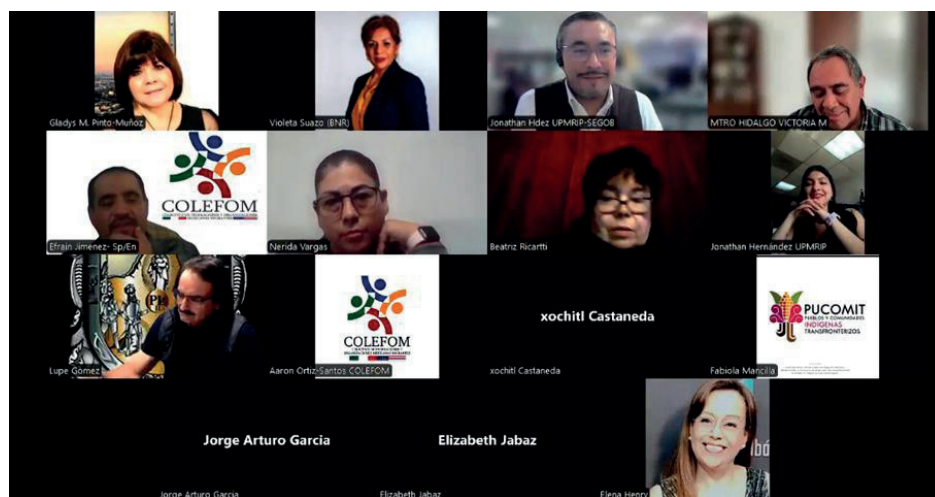 Gladys M. Pinto-Muñoz
Violeta Suazo (BNR)
Jonathan Hdez UPMRIP-SEGOB
MTRO HIDALGO VICTORIA M
COLEFOM
Efrain Jimenez- Sp/En
Nerida Vargas
Beatriz Ricartti
Jonathan Hernández UPMRIP
Lupe Gomez
COLEFOM
Aaron Ortiz-Santos COLEFOM
xochitl Castaneda
xochitl Castaneda
PUCOMIT
PUEBLOS Y COMUNIDADES
INDIGENAS
TRANSFRONTERIZOS
Fabiola Mancilla
Jorge Arturo Garcia
Jorge Arturo Garcia
Elizabeth Jabaz
Elizabeth Jabaz
Elena Henry